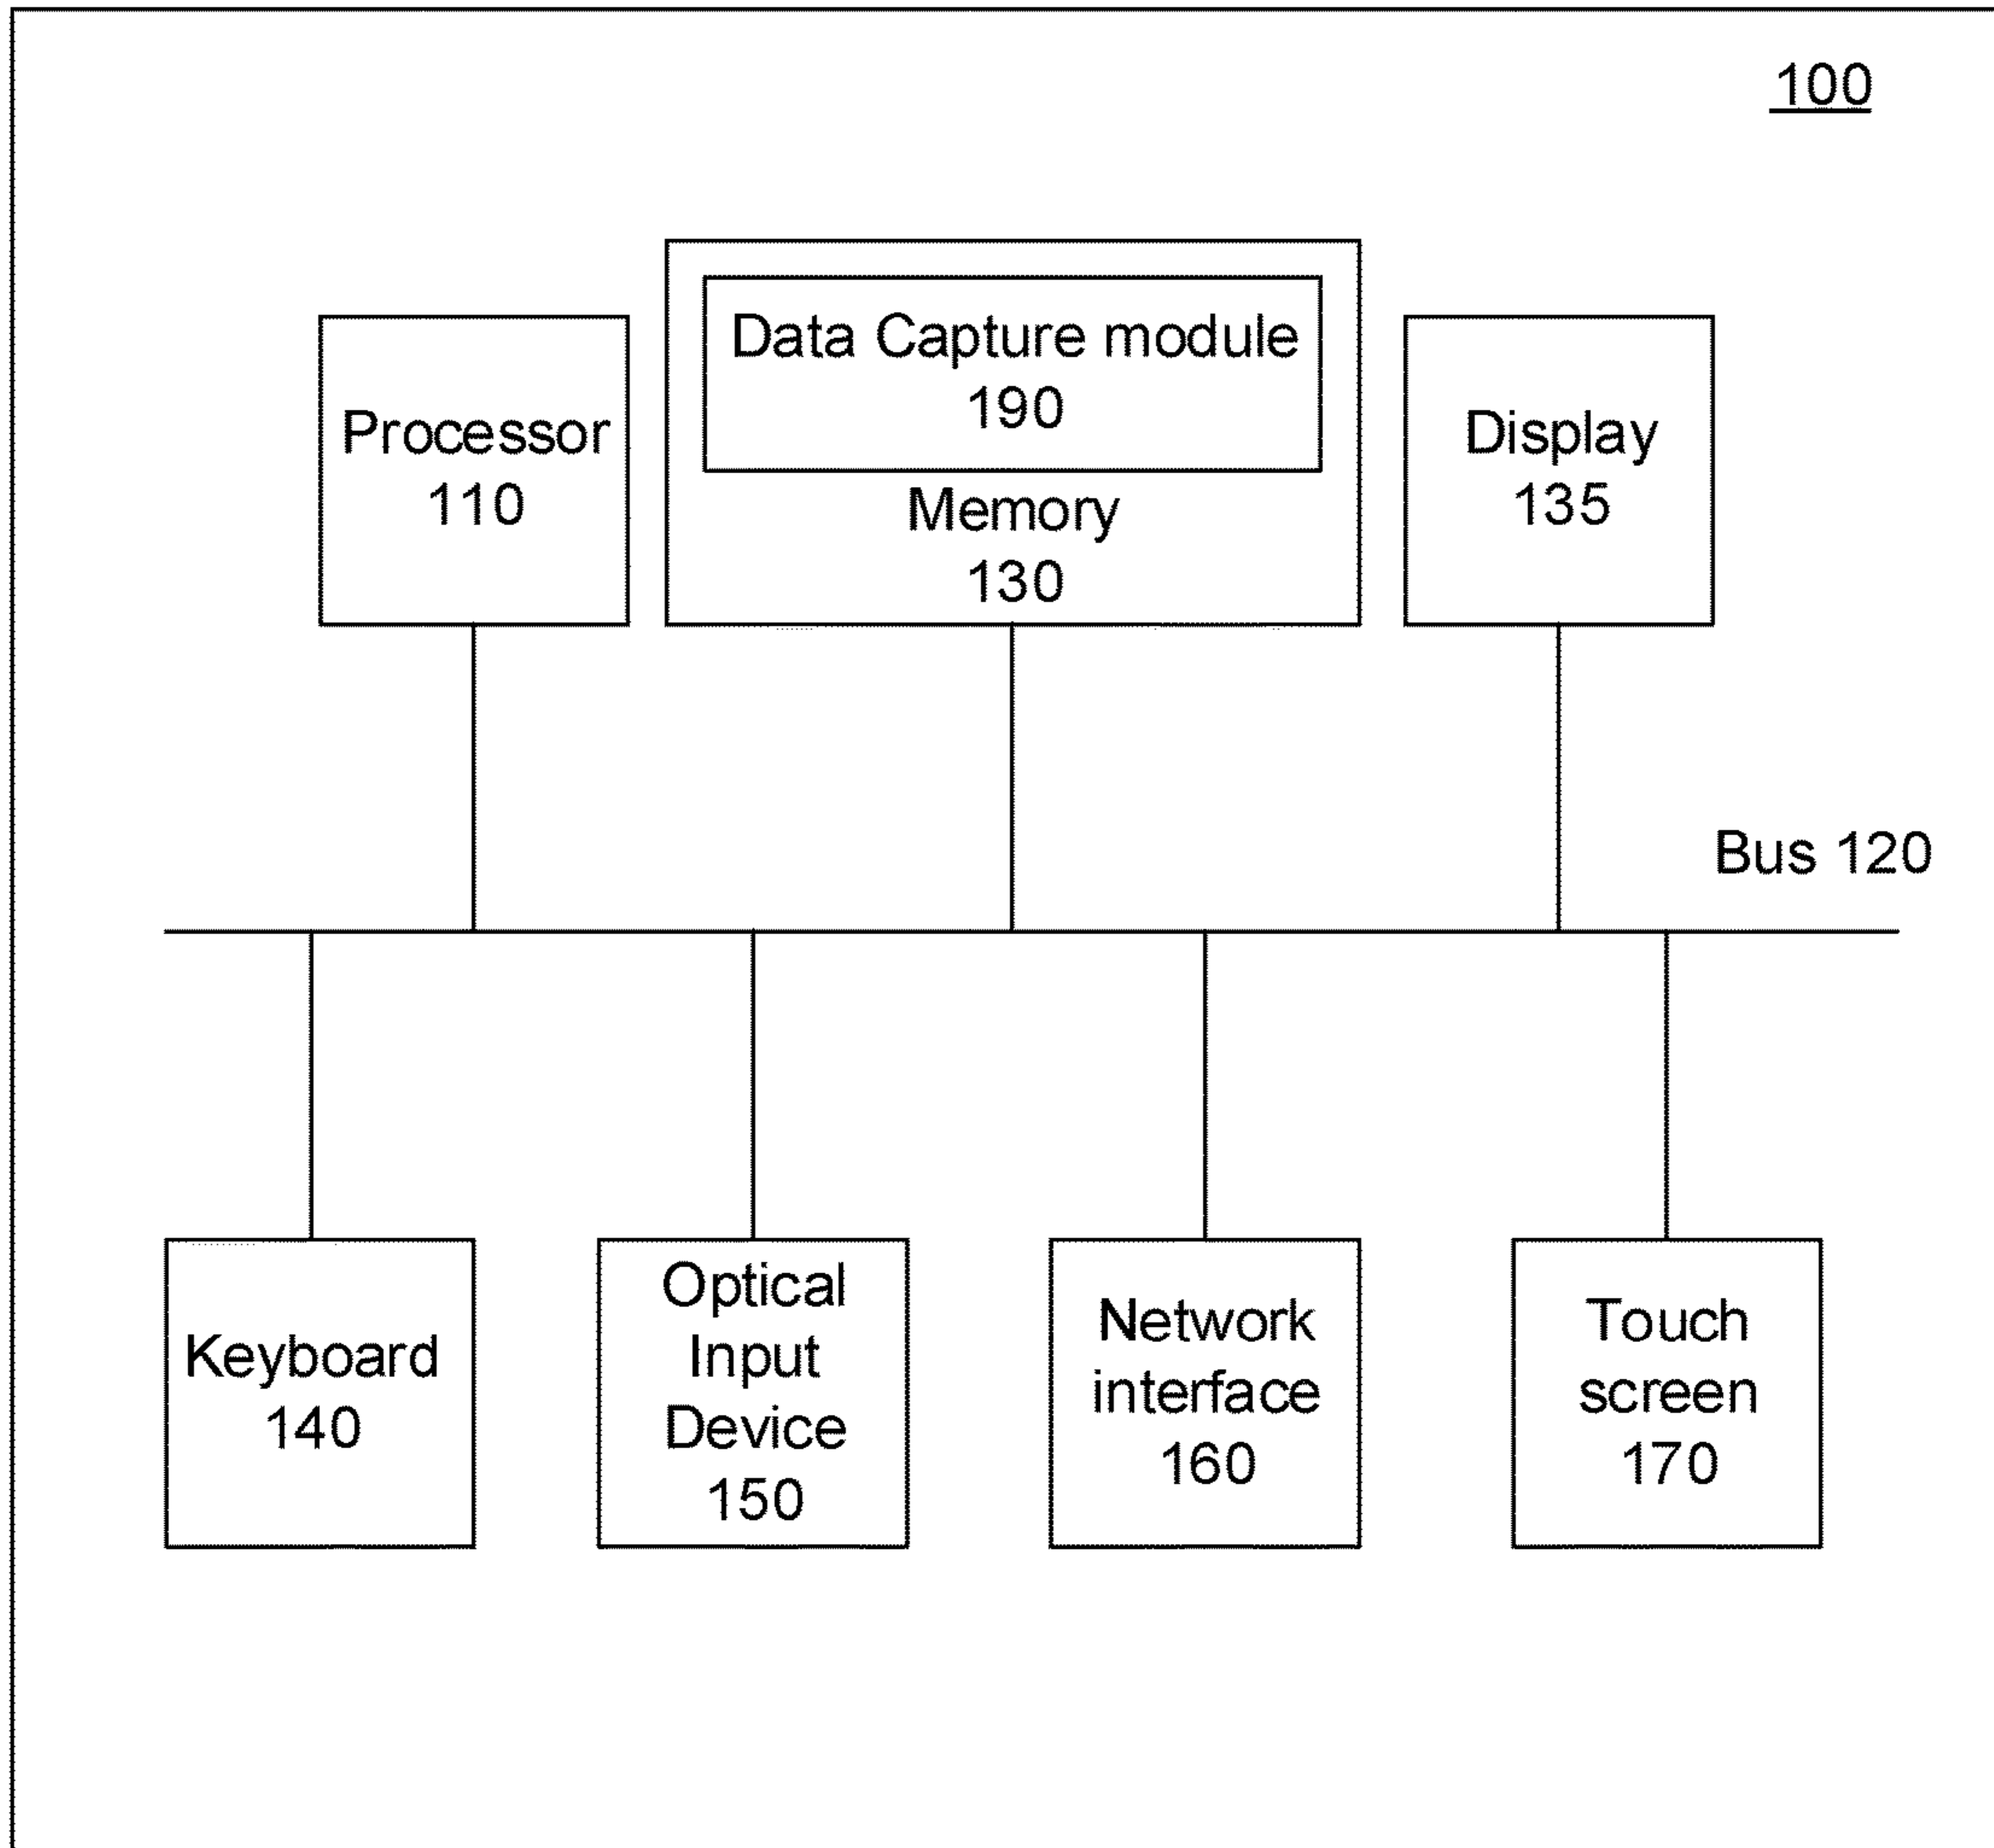 100
Data Capture module
190
Memory
130
Processor
110
Display
135
Bus 120
Keyboard
140
Optical
Input
Device
150
Network
interface
160
Touch
screen
170